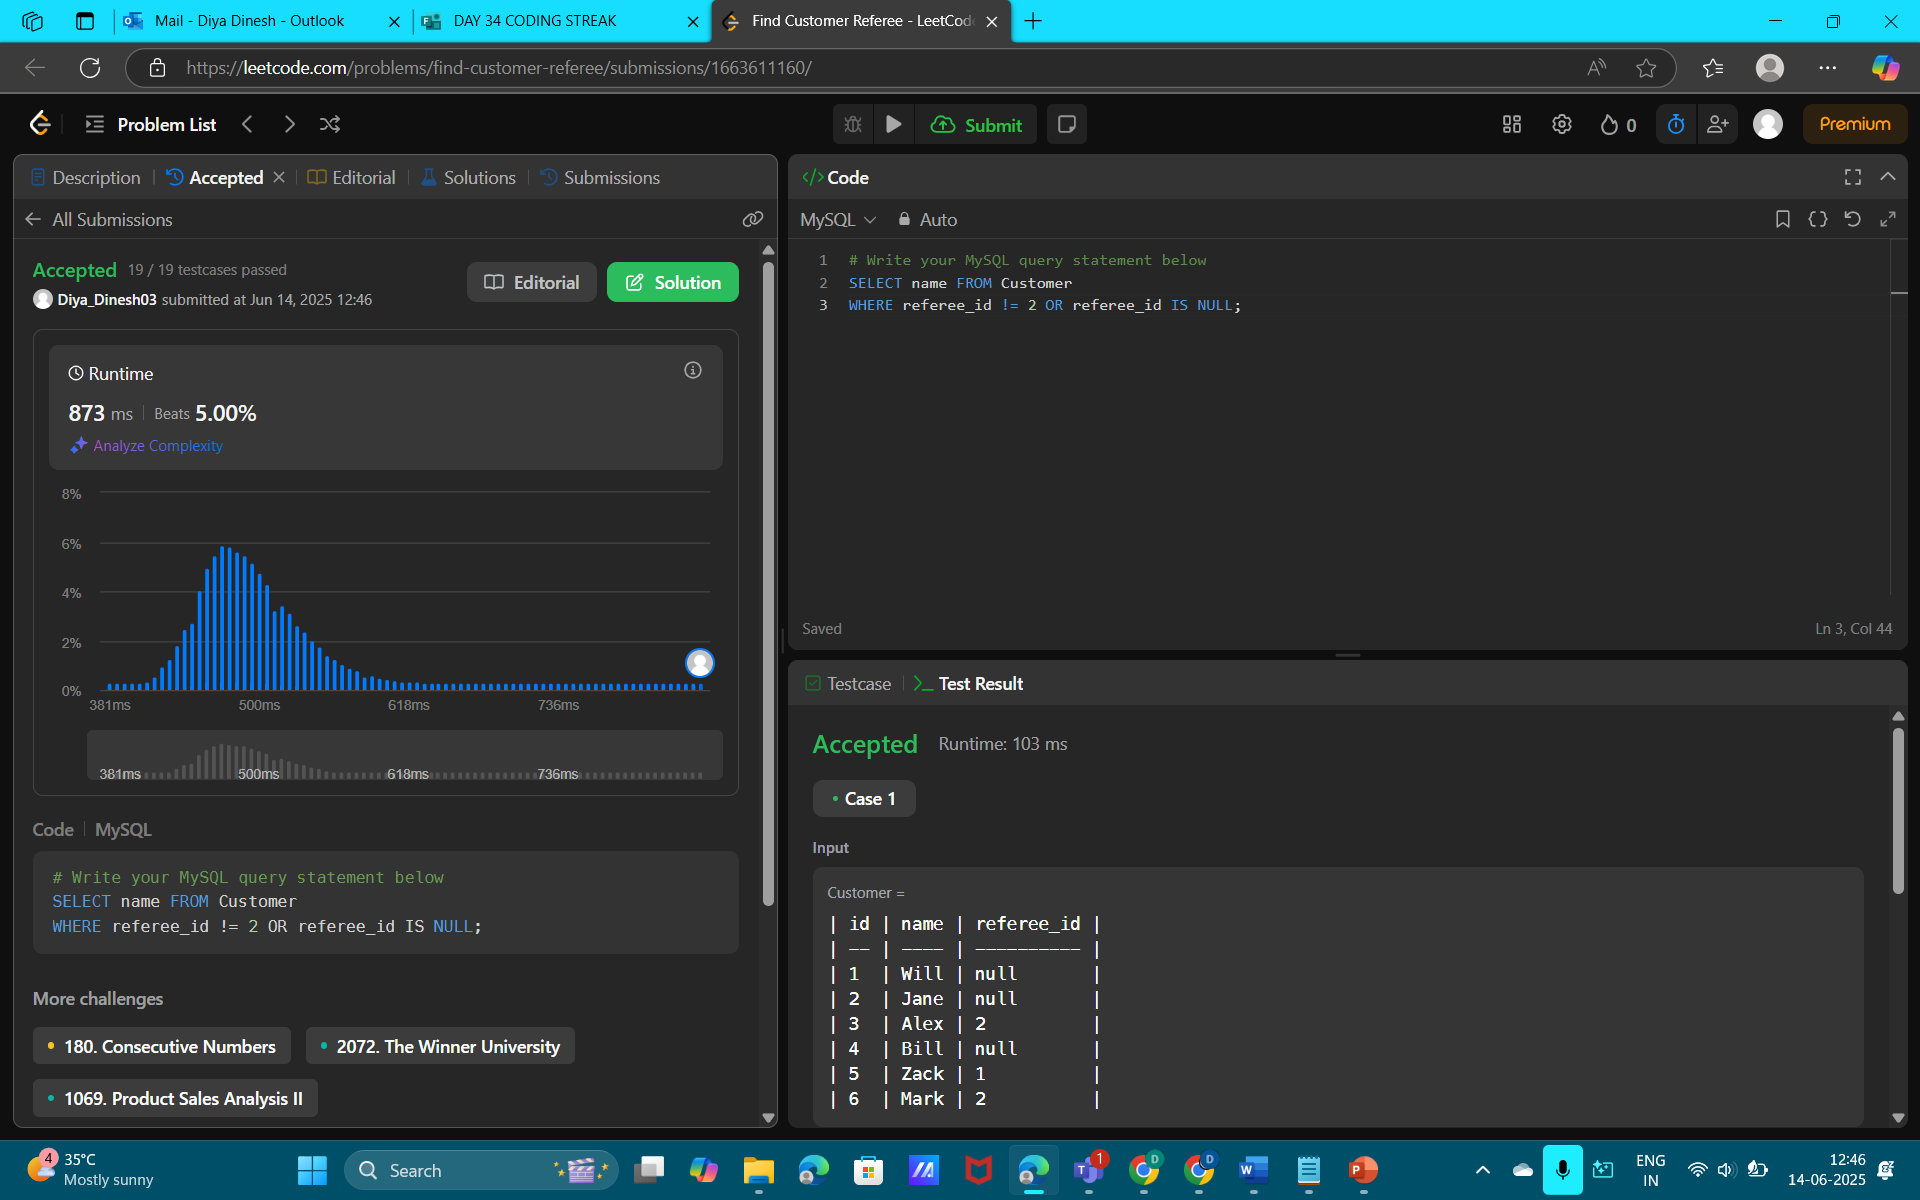 Mail - Diya Dinesh - Outlook
DAY 34 CODING STREAK
Find Customer Referee - LeetCod
https://leetcode.com/problems/find-customer-referee/submissions/1663611160/
Problem List
Submit
0
Premium
Description
Accepted
Editorial
Solutions
Submissions
All Submissions
Accepted 19 / 19 testcases passed
Diya_Dinesh03 submitted at Jun 14, 2025 12:46
Editorial
Solution
Runtime
873 ms Beats 5.00%
Analyze Complexity
8%
6%
4%
2%
0%
381ms 500ms 618ms 736ms
381ms 500ms 618ms 736ms
Code MySQL
# Write your MySQL query statement below
SELECT name FROM Customer
WHERE referee_id != 2 OR referee_id IS NULL;
More challenges
180. Consecutive Numbers
2072. The Winner University
1069. Product Sales Analysis II
</> Code
MySQL
Auto
1 # Write your MySQL query statement below
2 SELECT name FROM Customer
3 WHERE referee_id != 2 OR referee_id IS NULL;
Saved
Ln 3, Col 44
Testcase
Test Result
Accepted Runtime: 103 ms
Case 1
Input
Customer =
| id | name | referee_id |
| -- | ---- | ---------- |
| 1 | Will | null |
| 2 | Jane | null |
| 3 | Alex | 2 |
| 4 | Bill | null |
| 5 | Zack | 1 |
| 6 | Mark | 2 |
4
35°C
Mostly sunny
Search
1
D
D
W
P
ENG
IN
12:46
14-06-2025